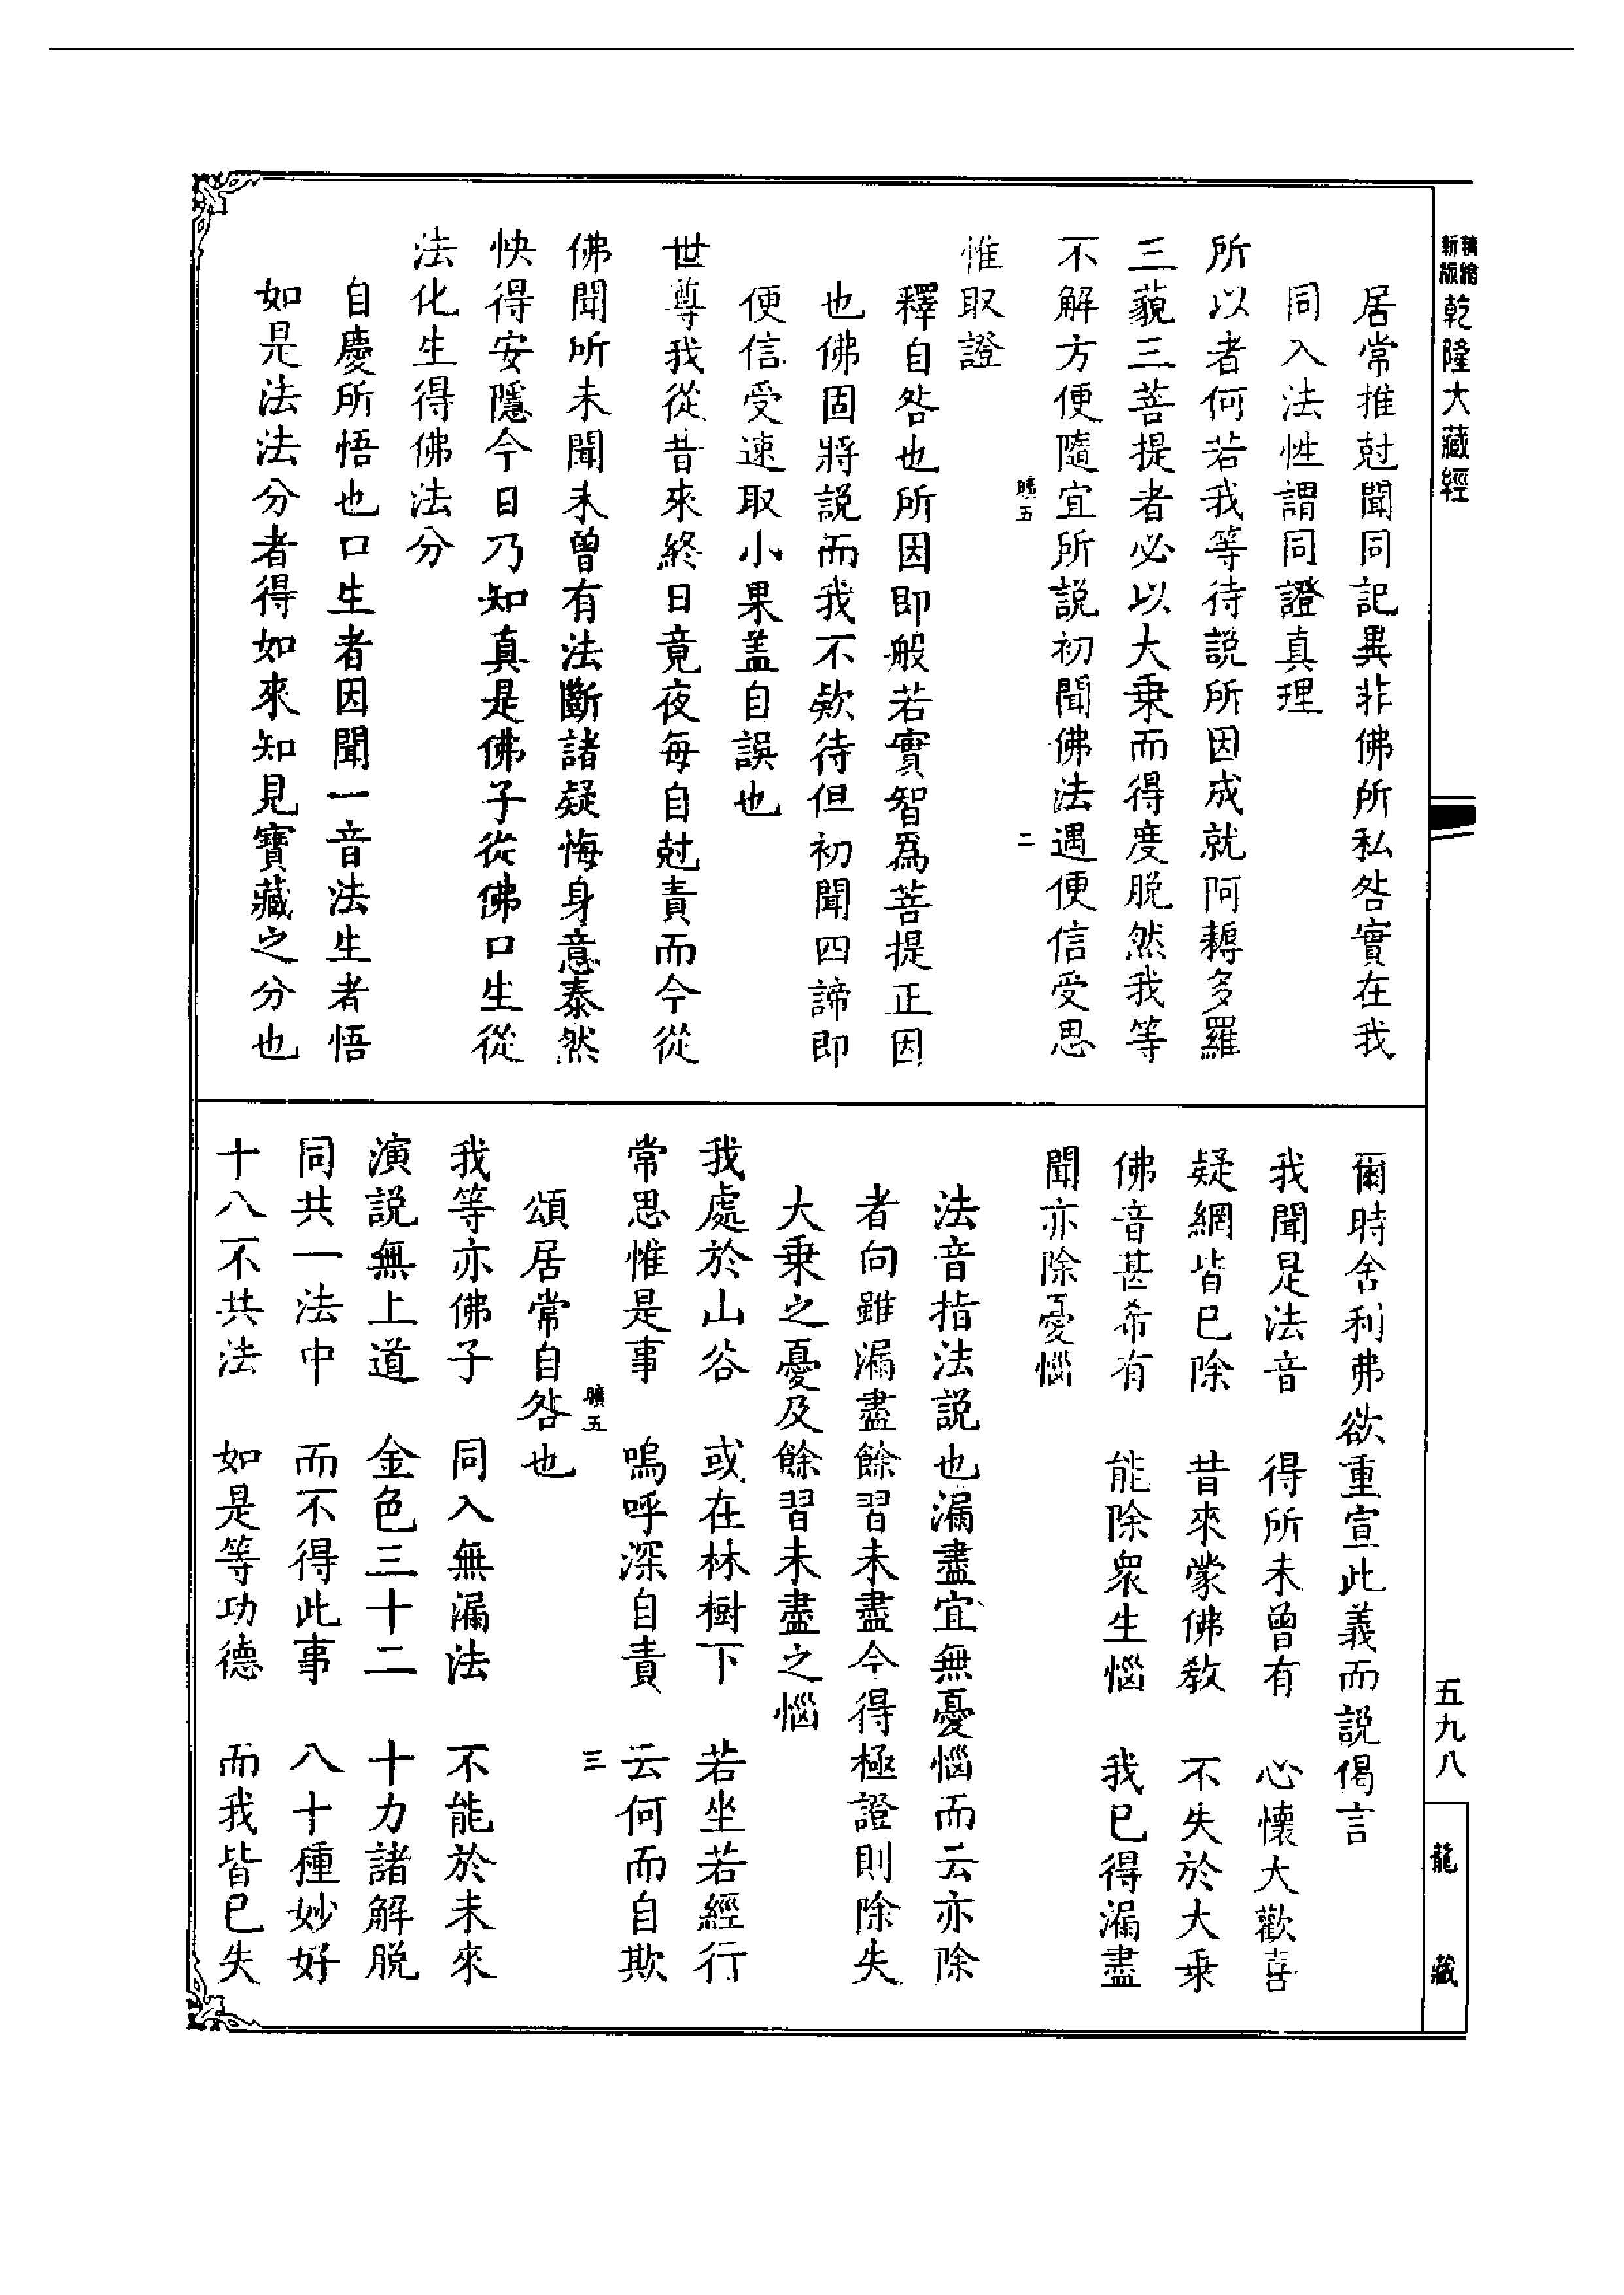 精繪新版乾隆大藏經
居常推尅聞同記異非佛所私咎實在我
同入法性謂同證真理
所以者何若我等待説所因成就阿耨多羅
三藐三菩提者必以大乗而得度脱然我等
不解方便隨宜所説初聞佛法遇便信受思
曠五 二
惟取證
釋自咎也所因即般若實智爲菩提正因
也佛固將説而我不欵待但初聞四諦即
便信受速取小果盖自誤也
世尊我從昔來終日竟夜每自尅責而今從
佛聞所未聞未曾有法斷諸疑悔身意泰然
快得安隱今日乃知真是佛子從佛口生從
法化生得佛法分
自慶所悟也口生者因聞一音法生者悟
如是法法分者得如來知見寶藏之分也
爾時舍利弗欲重宣此義而説偈言
我聞是法音 得所未曾有 心懷大歡喜
疑網皆已除 昔來蒙佛教 不失於大乗
佛音甚希有 能除衆生惱 我已得漏盡
聞亦除憂惱
法音指法説也漏盡宜無憂惱而云亦除
者向雖漏盡餘習未盡今得極證則除失
大乗之憂及餘習未盡之惱
我處於山谷 或在林樹下 若坐若經行
常思惟是事 嗚呼深自責 云何而自欺
曠五 三
頌居常自咎也
我等亦佛子 同入無漏法 不能於未來
演説無上道 金色三十二 十力諸解脱
同共一法中 而不得此事 八十種妙好
十八不共法 如是等功德 而我皆已失
五九八
龍藏